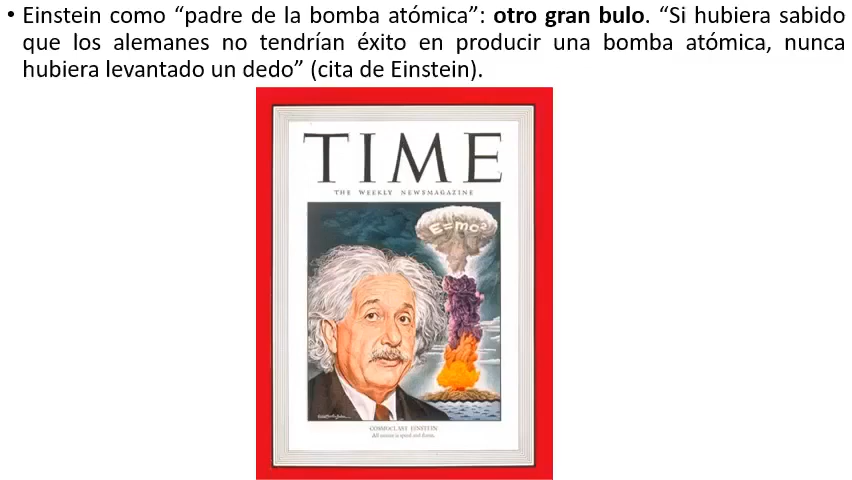 • Einstein como “padre de la bomba atómica”: otro gran bulo. “Si hubiera sabido
que los alemanes no tendrían éxito en producir una bomba atómica, nunca
hubiera levantado un dedo” (cita de Einstein).
TIME
THE WEEKLY NEWSMAGAZINE
E=mc²
COSMOCLAST EINSTEIN
All matter is speed and flame.